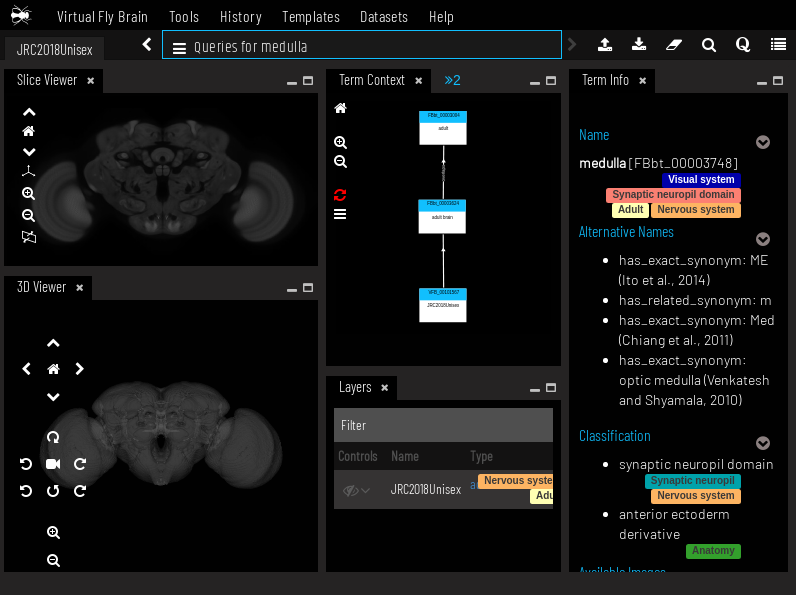 Virtual Fly Brain Tools History Templates Datasets Help
JRC2018Unisex
Queries for medulla
Slice Viewer
3D Viewer
Term Context
2
FBbt_00003624
adult brain
VFB_00101567
JRC2018Unisex
adult
Layers
Filter
Controls Name Type
JRC2018Unisex
Nervous syste
Adu
Term Info
Name
medulla [FBbt_00003748]
Visual system
Synaptic neuropil domain
Adult Nervous system
Alternative Names
has_exact_synonym: ME
(Ito et al., 2014)
has_related_synonym: m
has_exact_synonym: Med
(Chiang et al., 2011)
has_exact_synonym:
optic medulla (Venkatesh
and Shyamala, 2010)
Classification
synaptic neuropil domain
Synaptic neuropil
Nervous system
anterior ectoderm
derivative
Anatomy
Available Images